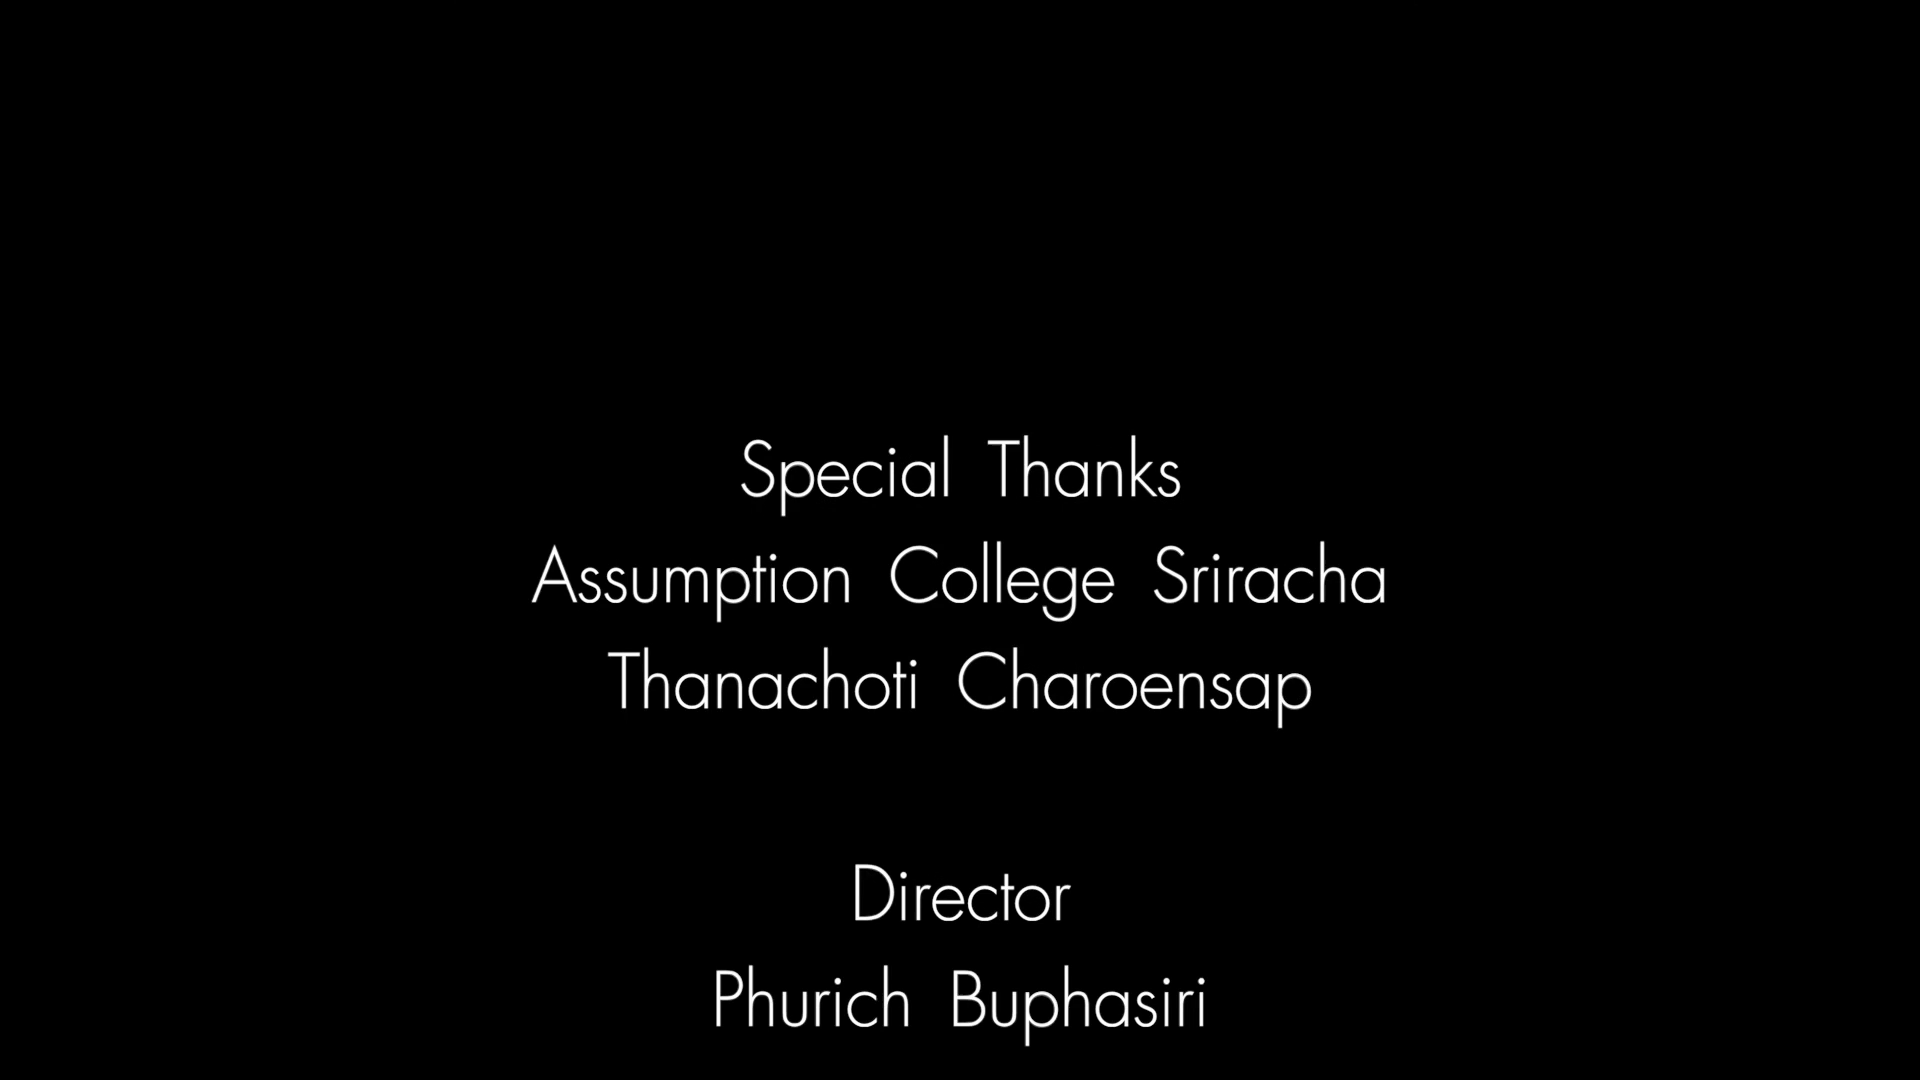 Special Thanks
Assumption College Sriracha
Thanachoti Charoensap
Director
Phurich Buphasiri